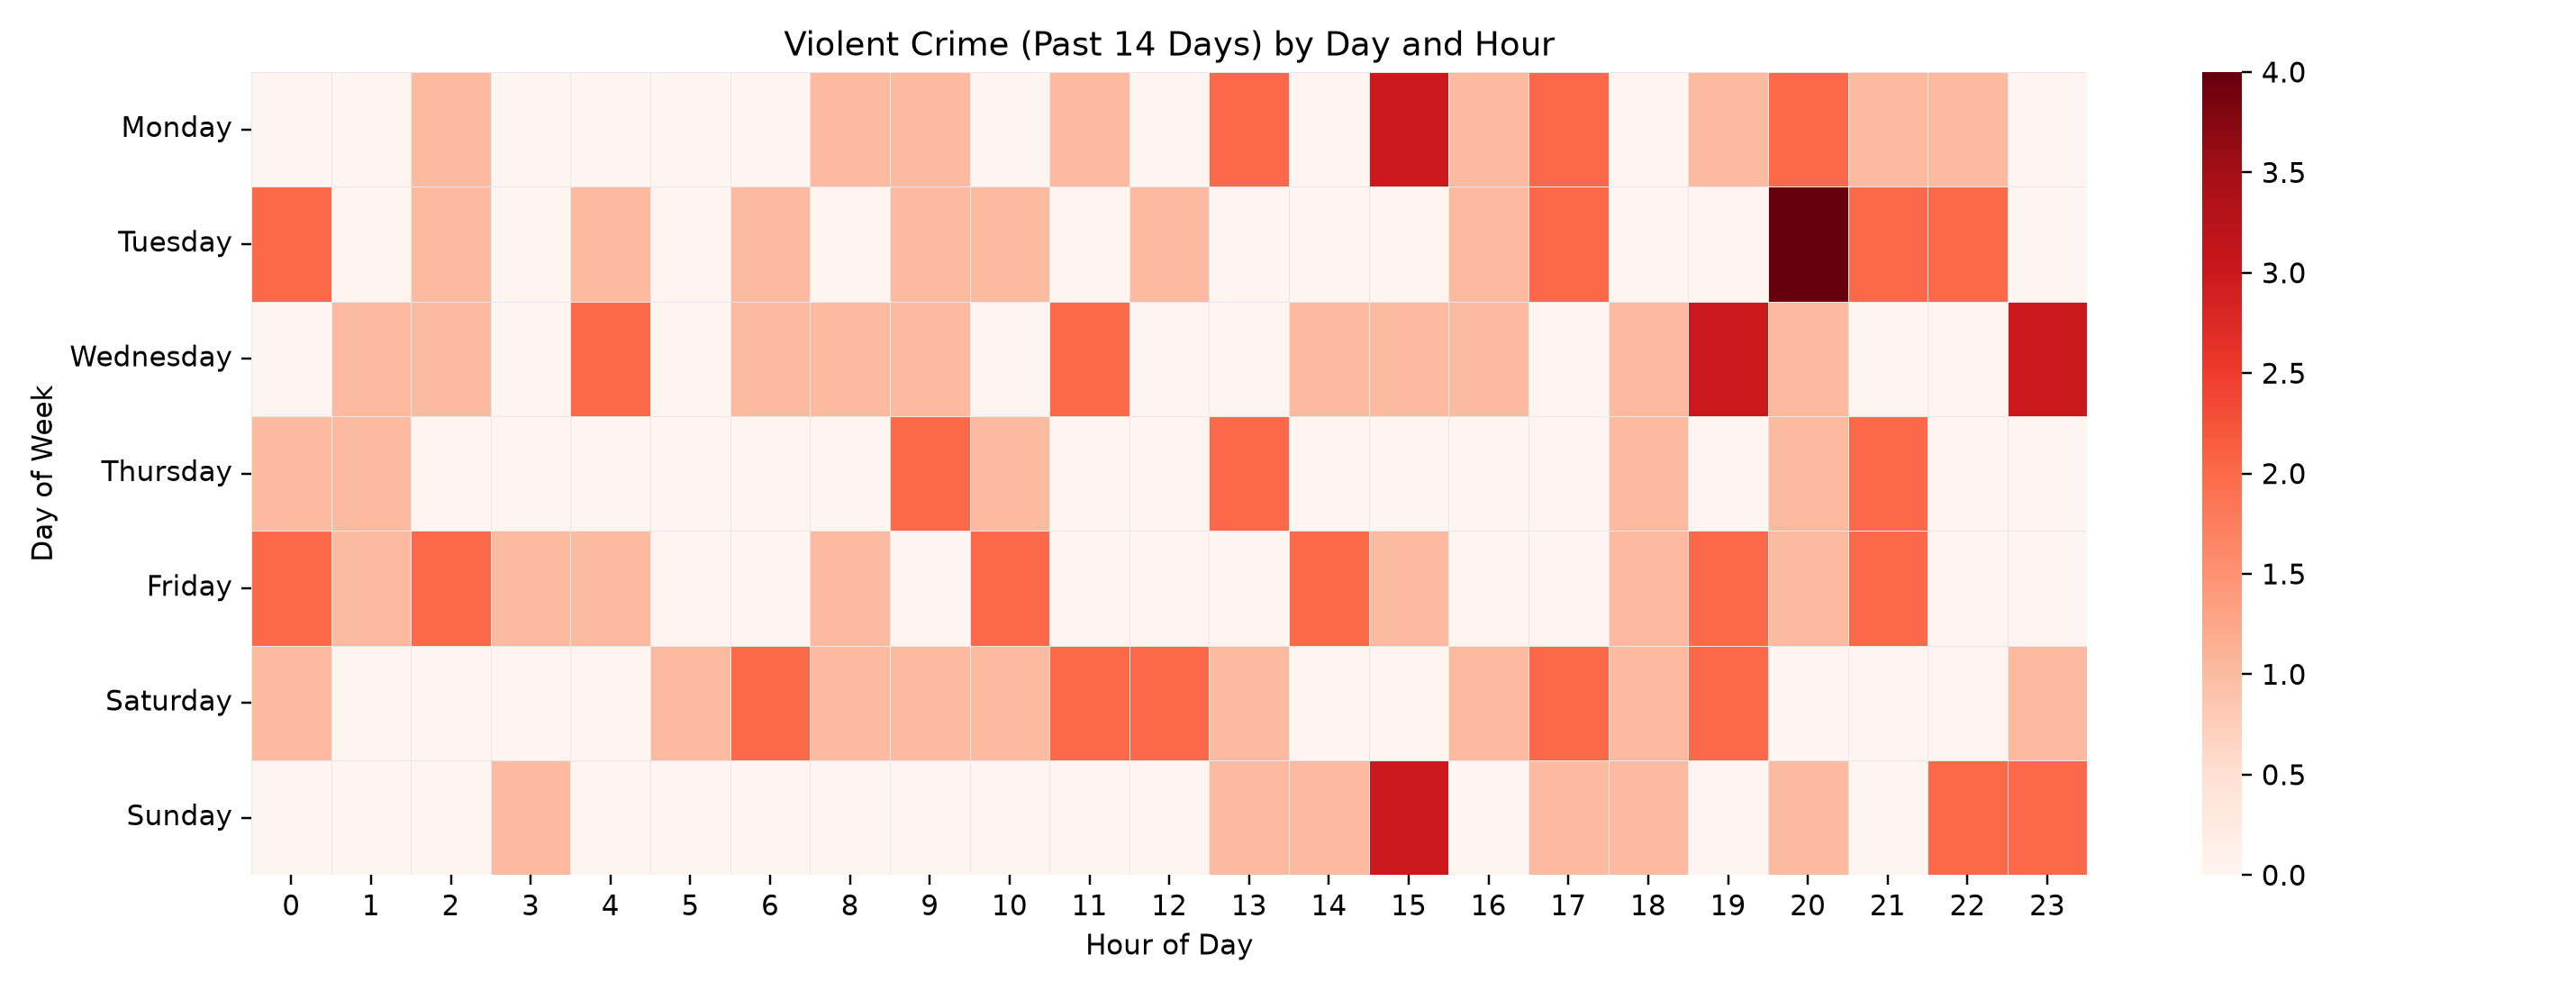 Violent Crime (Past 14 Days) by Day and Hour
Day of Week
Monday
Tuesday
Wednesday
Thursday
Friday
Saturday
Sunday
0 1 2 3 4 5 6 8 9 10 11 12 13 14 15 16 17 18 19 20 21 22 23
Hour of Day
4.0
3.5
3.0
2.5
2.0
1.5
1.0
0.5
0.0